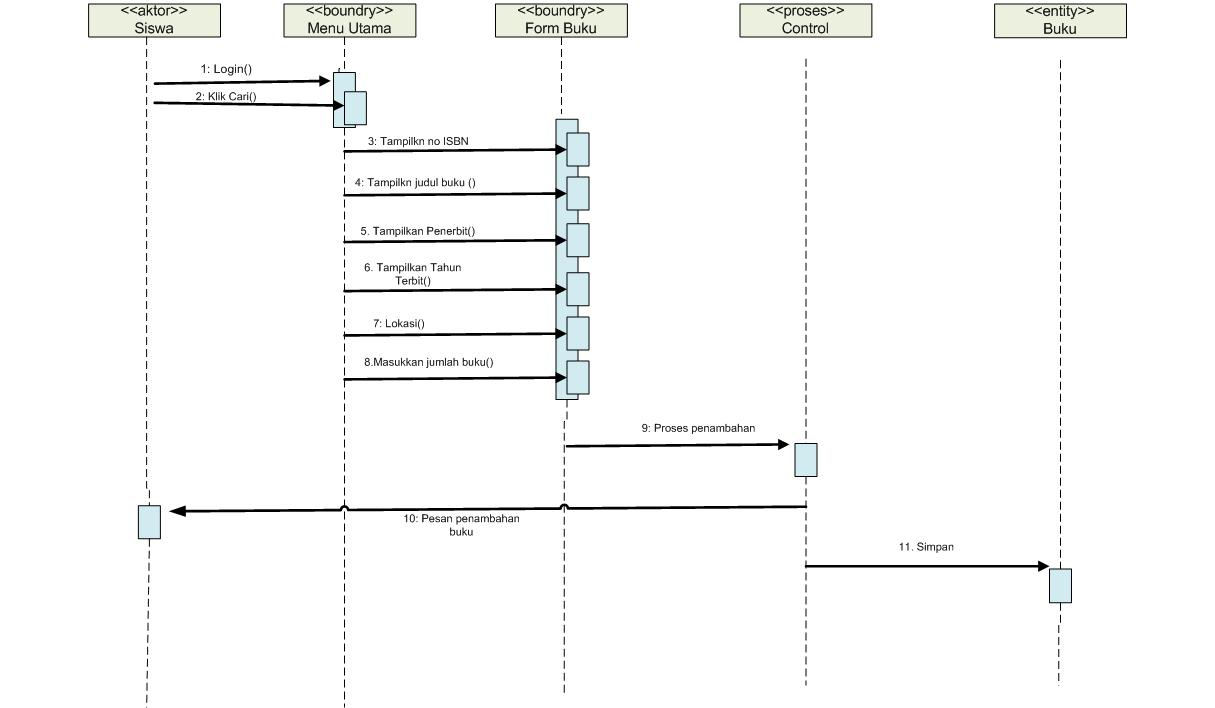 <<aktor>>
Siswa
<<boundry>>
Menu Utama
<<boundry>>
Form Buku
<<proses>>
Control
<<entity>>
Buku
1: Login()
2: Klik Cari()
3: Tampilkn no ISBN
4: Tampilkn judul buku ()
5. Tampilkan Penerbit()
6. Tampilkan Tahun
Terbit()
7: Lokasi()
8.Masukkan jumlah buku()
9: Proses penambahan
10: Pesan penambahan
buku
11. Simpan